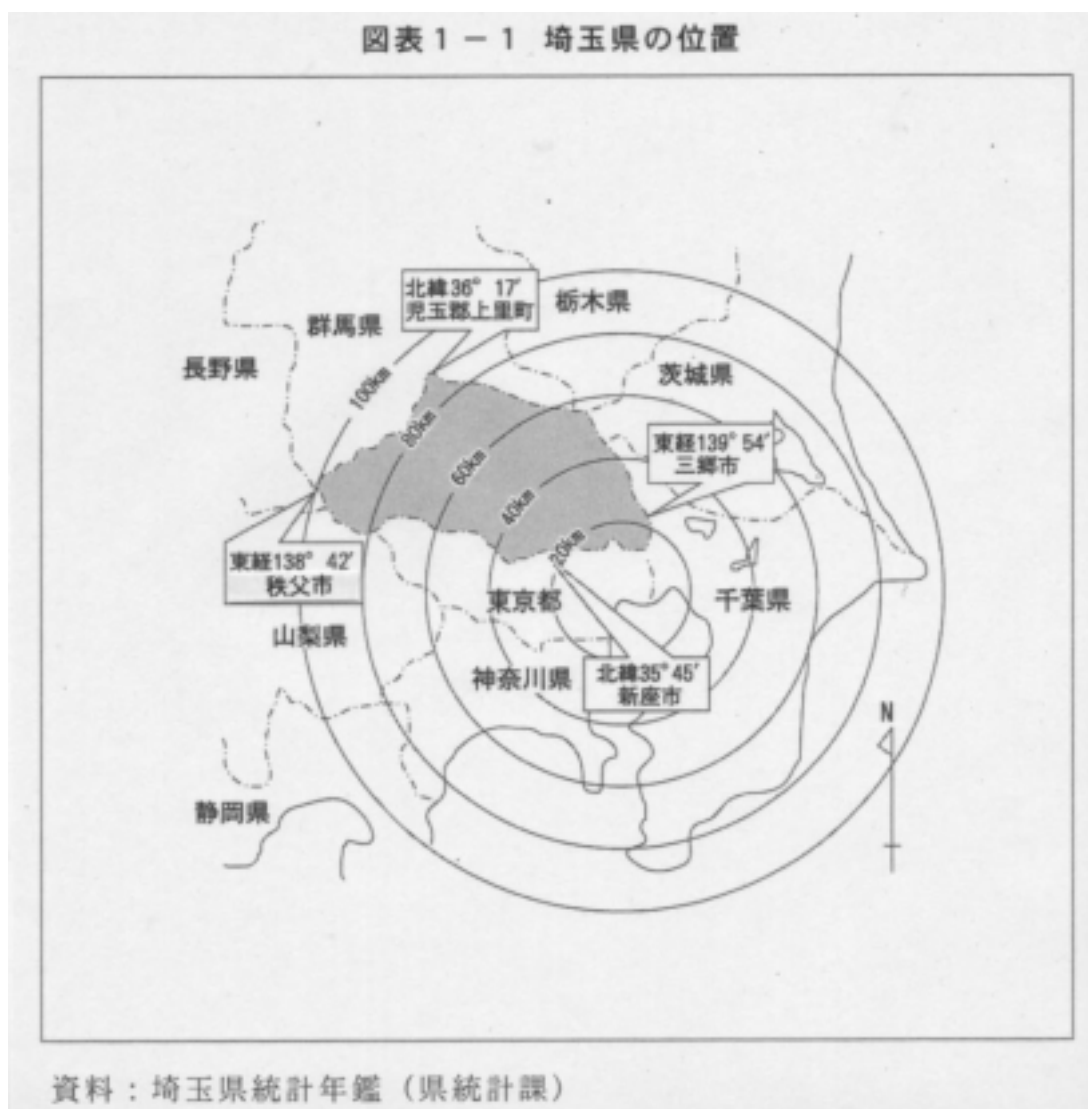 図表1-1 埼玉県の位置
北緯36° 17′
児玉郡上里町
栃木県
群馬県
長野県
茨城県
100km
80km
60km
40km
20km
東経139° 54′
三郷市
東経138° 42′
秩父市
東京都
千葉県
山梨県
神奈川県
北緯35° 45′
新座市
N
静岡県
資料：埼玉県統計年鑑（県統計課）